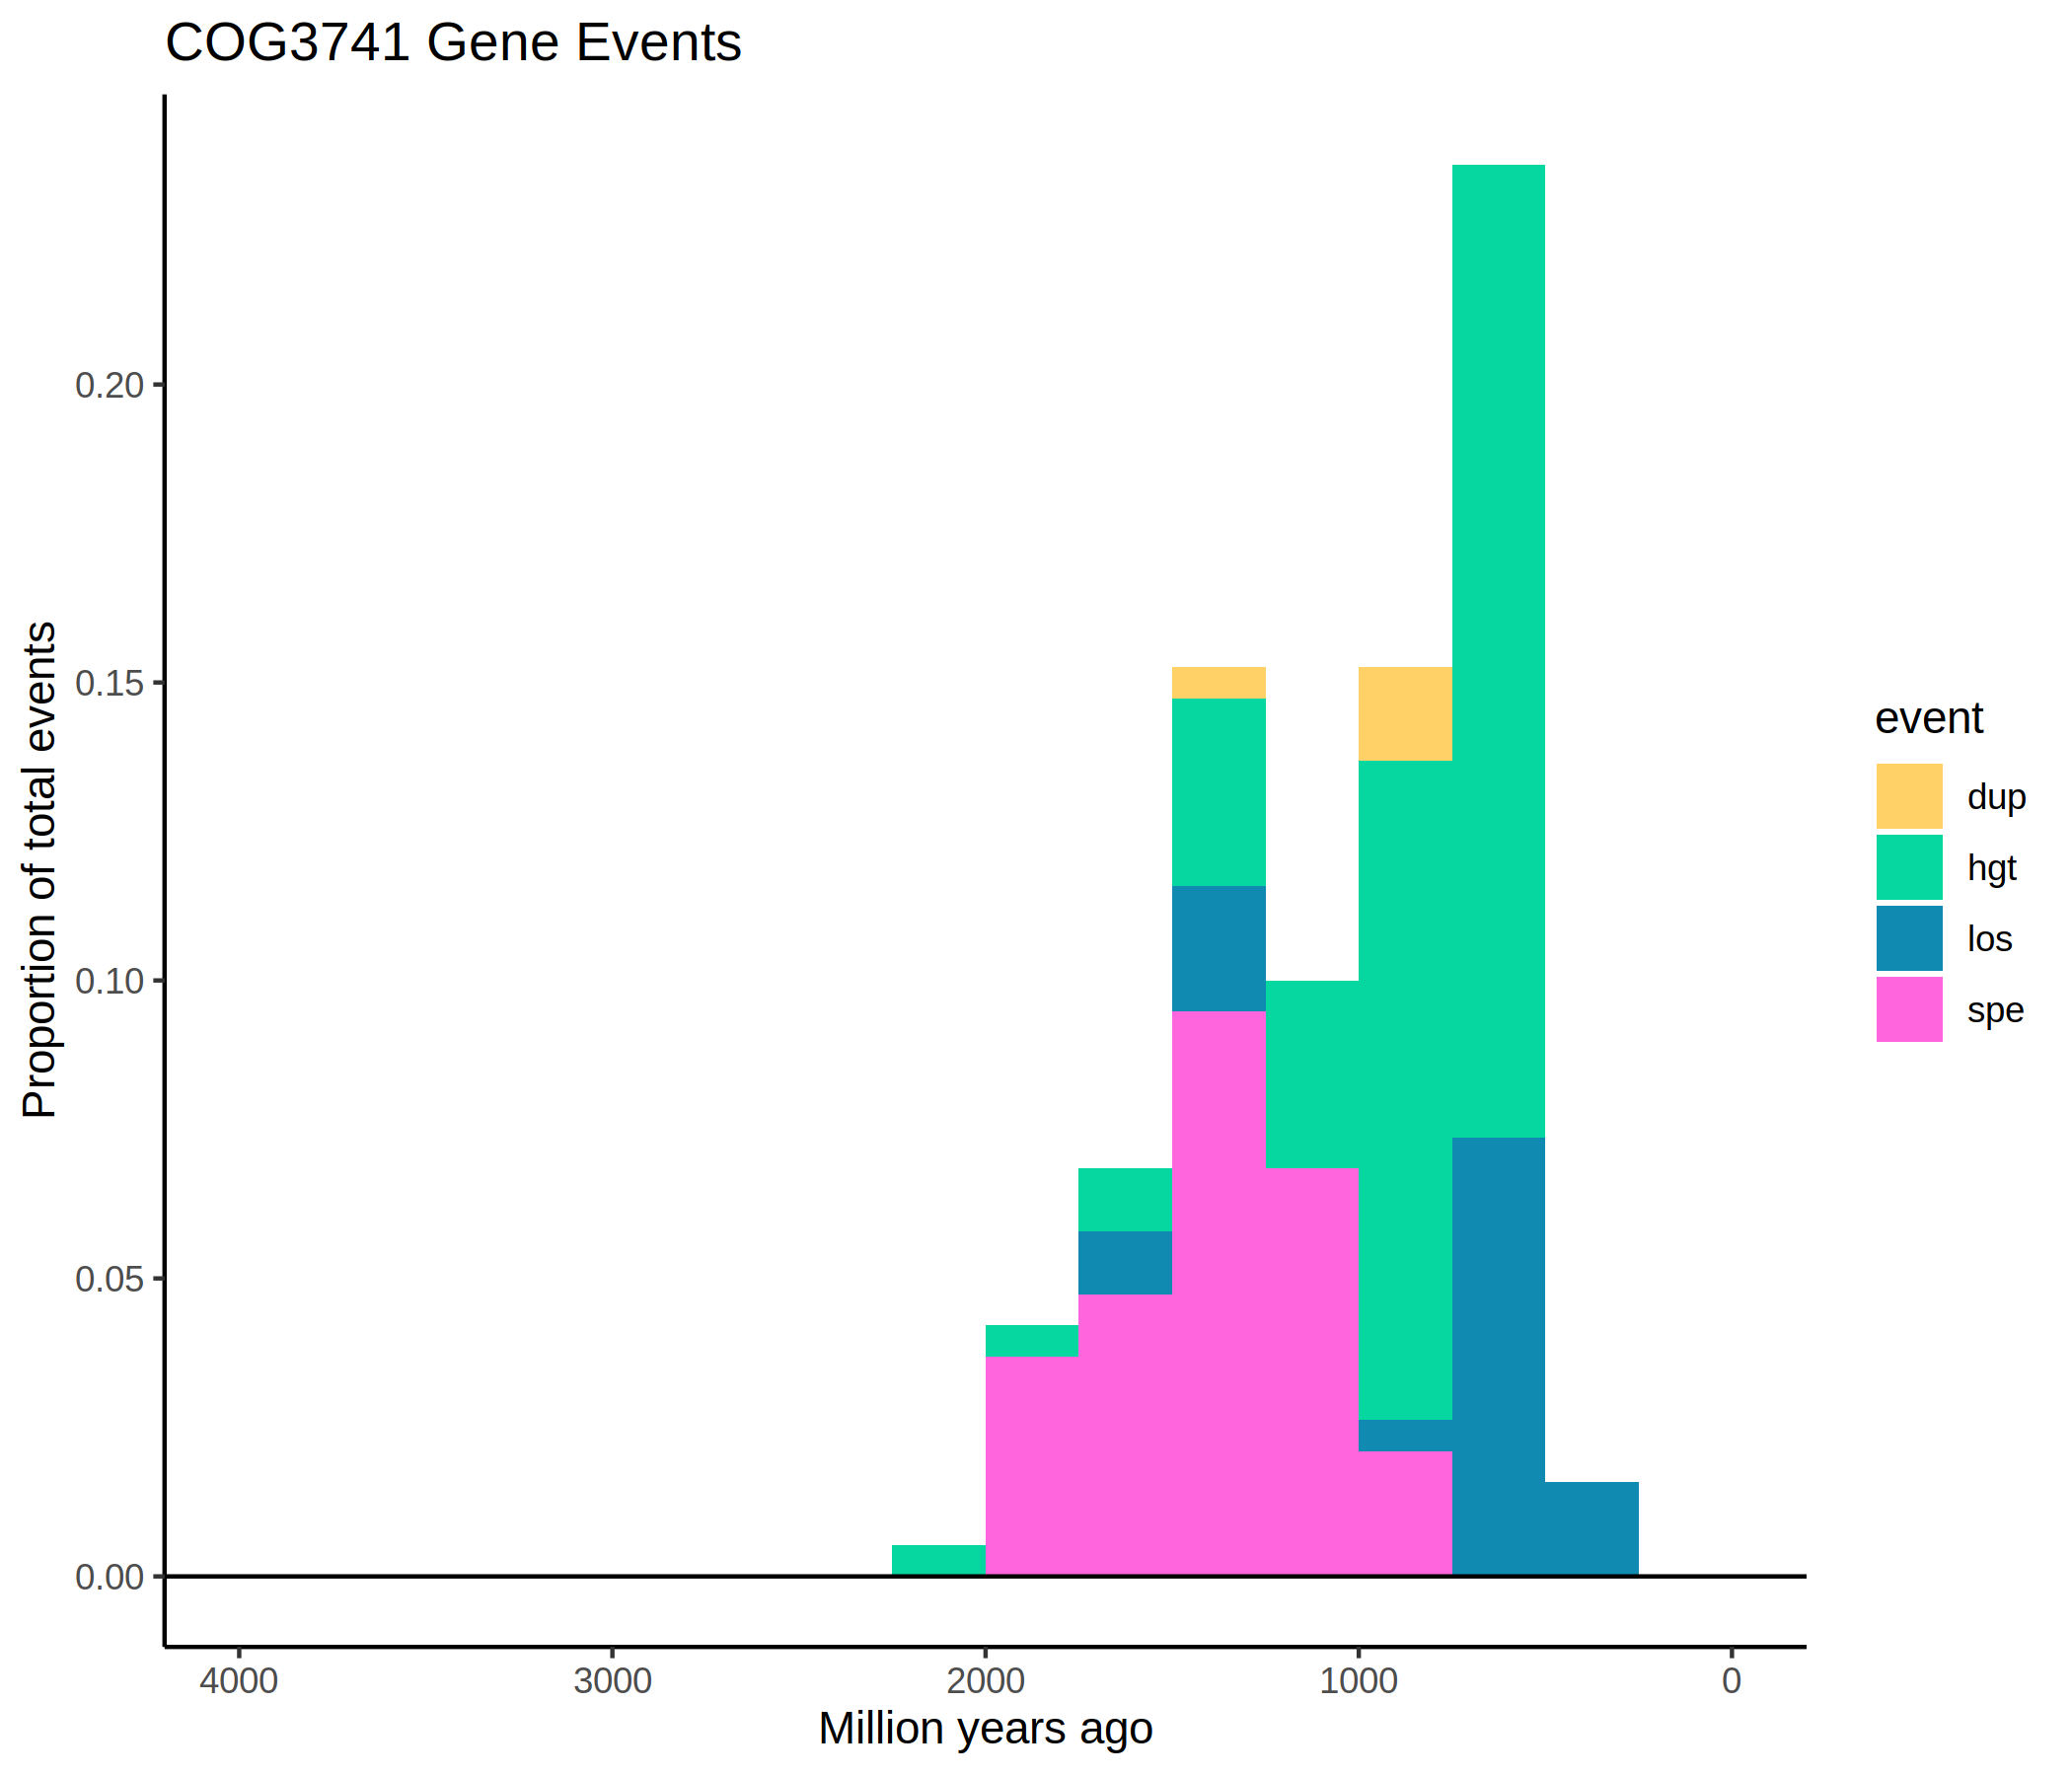 COG3741 Gene Events
Proportion of total events
0.20
0.15
0.10
0.05
0.00
4000 3000 2000 1000 0
Million years ago
event
dup
hgt
los
spe